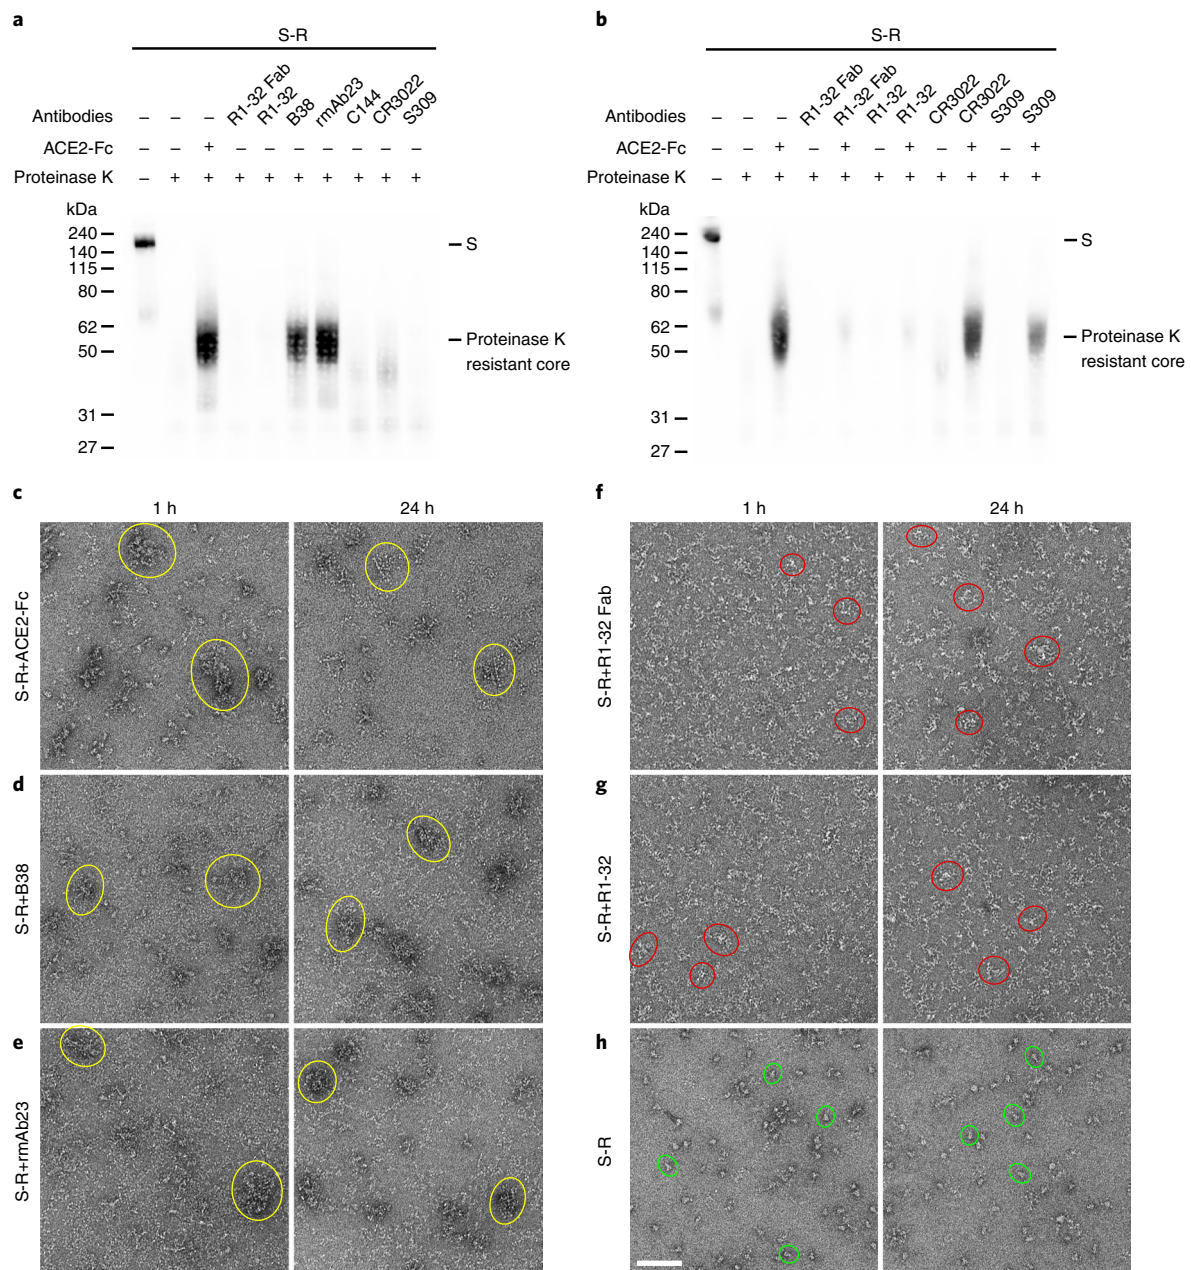 a
S-R
Antibodies – – – R1-32 Fab R1-32 B38 rmAb23 C144 CR3022 S309
ACE2-Fc – – + – – – – – – –
Proteinase K – + + + + + + + + +
kDa
240
140
115
80
62
50
31
27
S
Proteinase K
resistant core
b
S-R
Antibodies – – – R1-32 Fab R1-32 Fab R1-32 R1-32 CR3022 CR3022 S309 S309
ACE2-Fc – – + – + – + – + – +
Proteinase K – + + + + + + + + + +
kDa
240
140
115
80
62
50
31
27
S
Proteinase K
resistant core
c
1 h 24 h
S-R+ACE2-Fc
d
S-R+B38
e
S-R+rmAb23
f
1 h 24 h
S-R+R1-32 Fab
g
S-R+R1-32
h
S-R